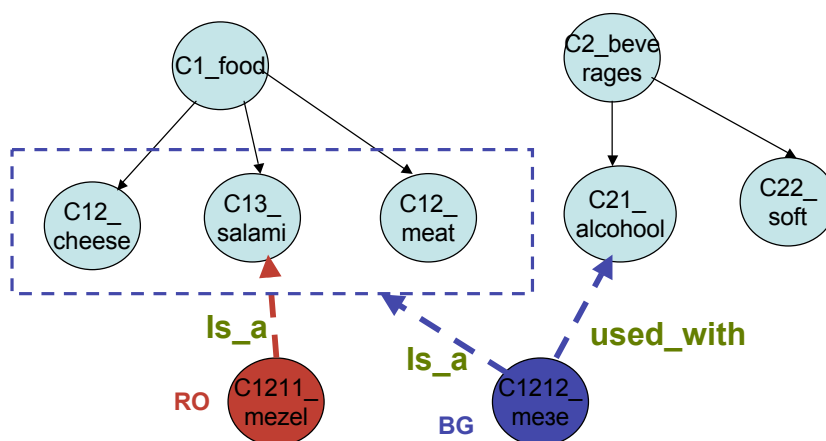 C1_food
C2_beve
rages
C12_
cheese
C13_
salami
C12_
meat
C21_
alcohool
C22_
soft
Is_a
Is_a
used_with
RO
C1211_
mezel
BG
C1212_
мезе